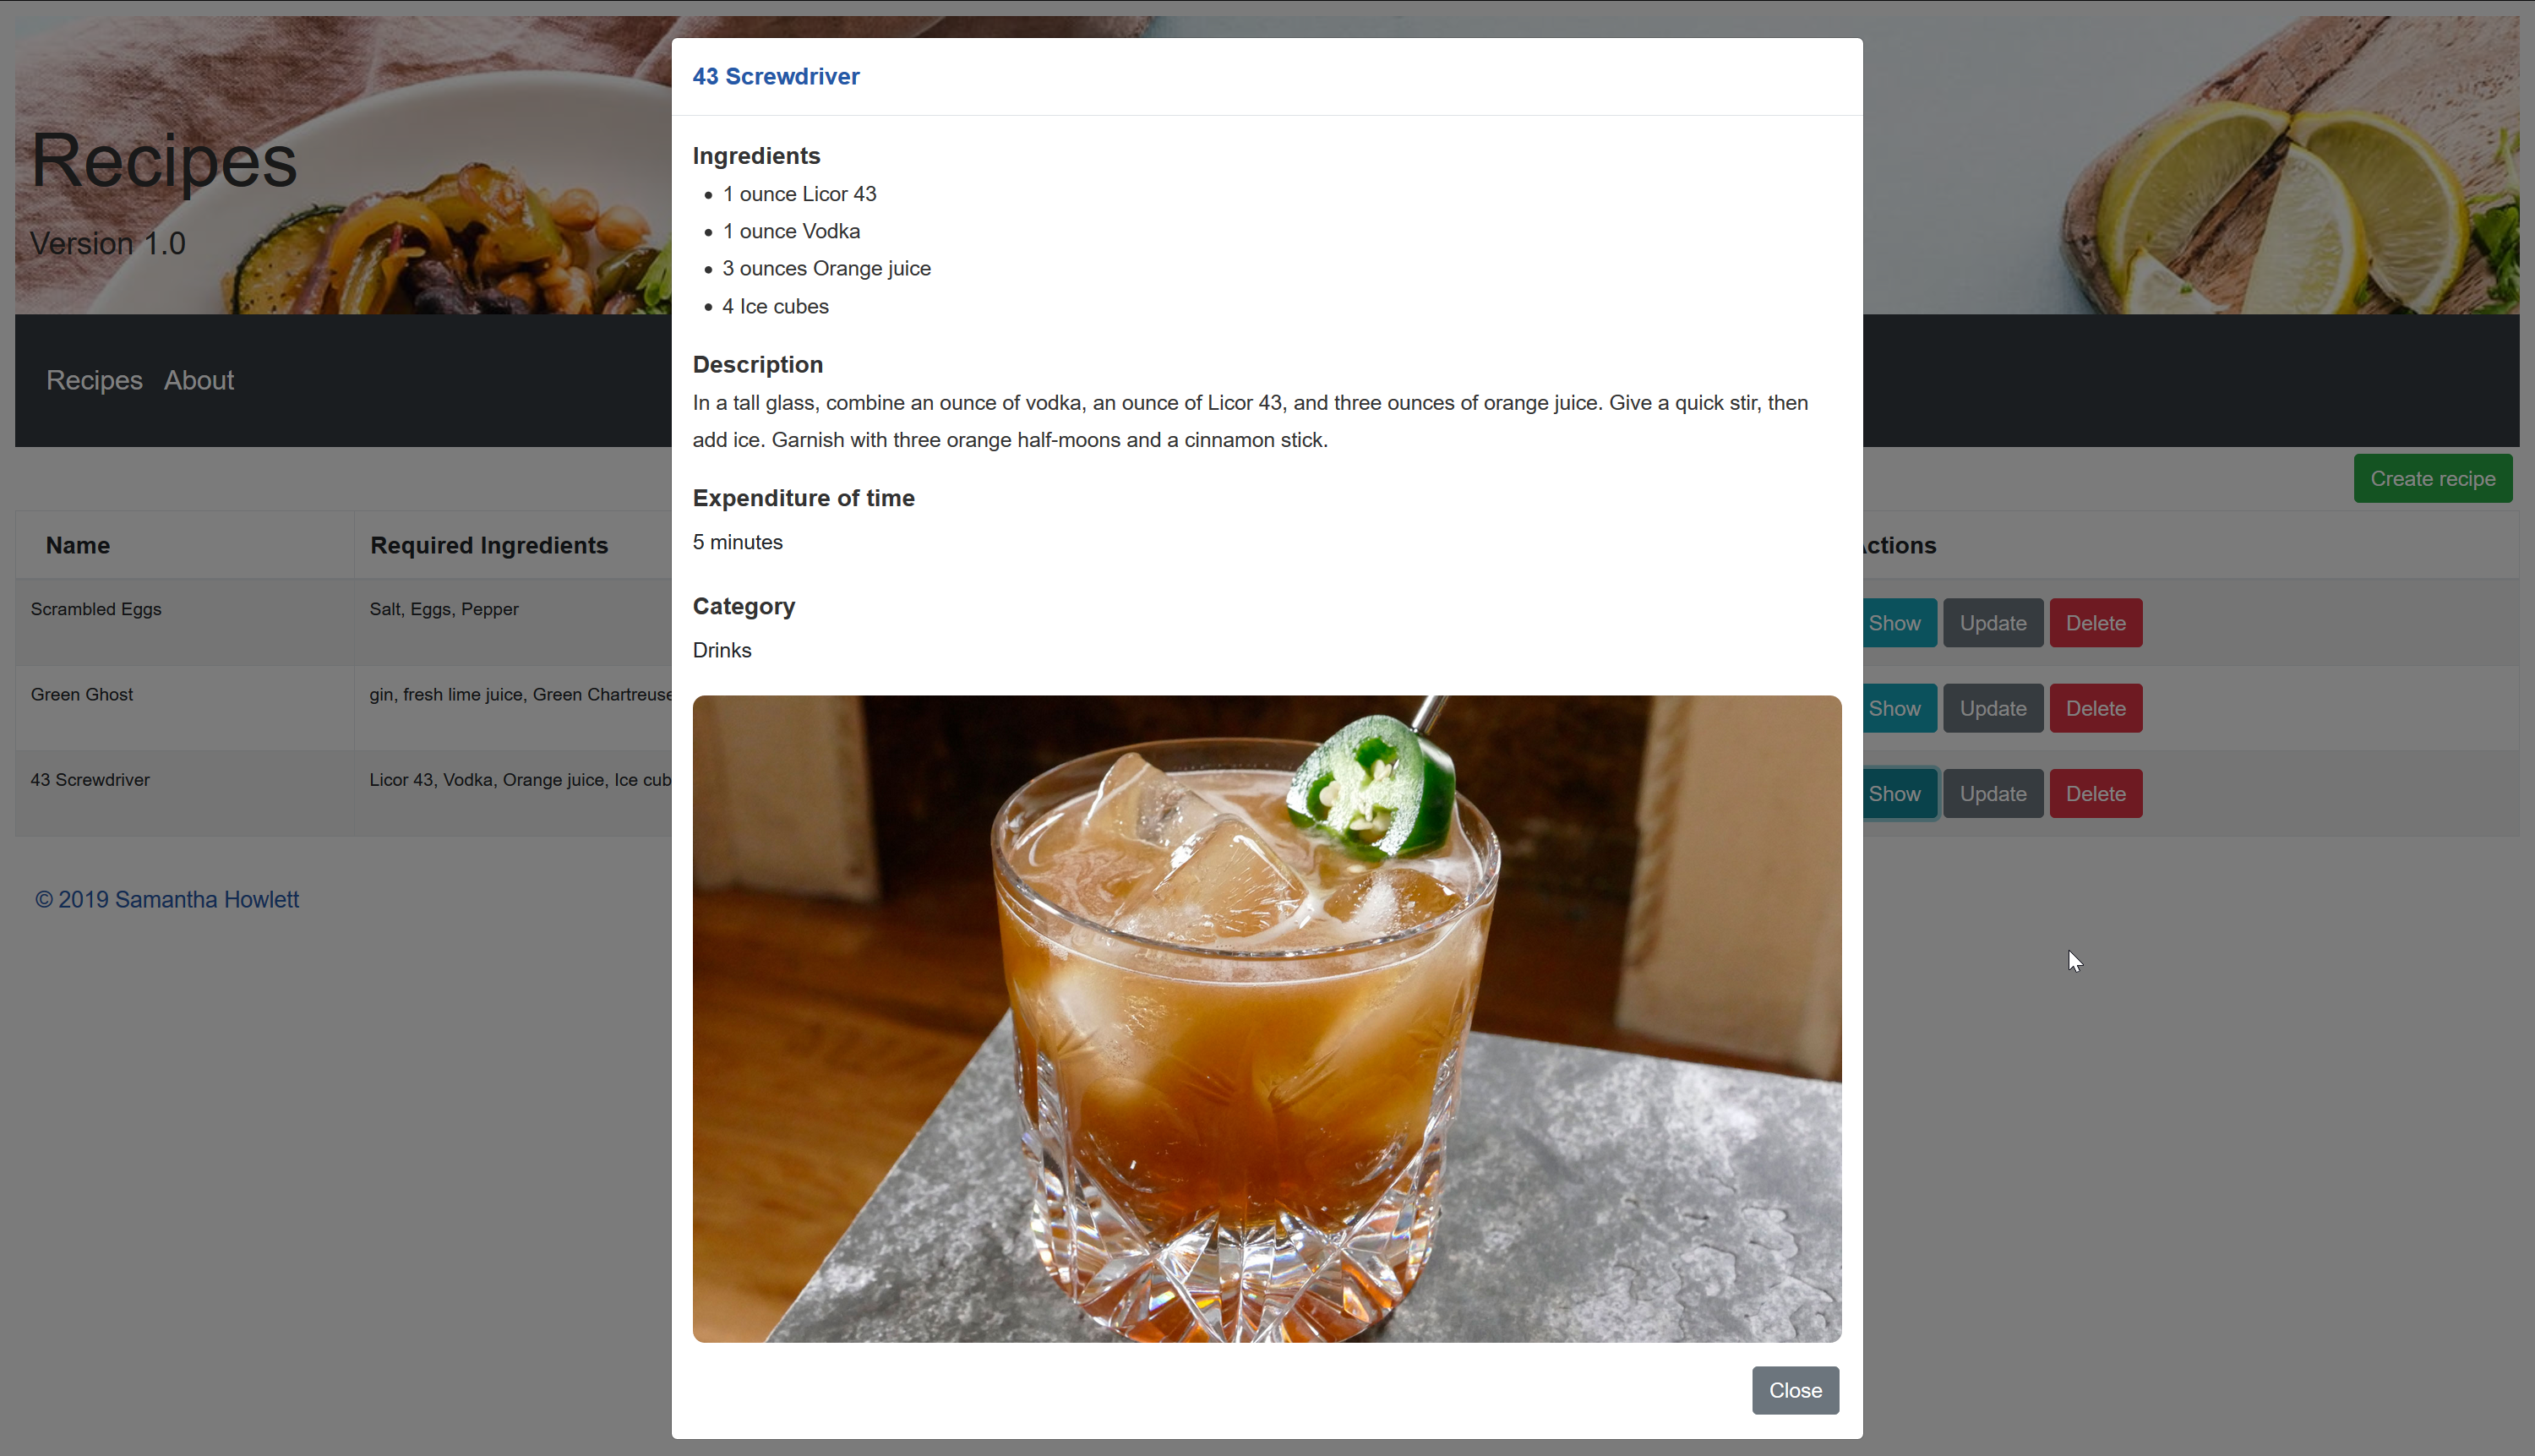 43 Screwdriver
Ingredients
1 ounce Licor 43
1 ounce Vodka
3 ounces Orange juice
4 Ice cubes
Description
In a tall glass, combine an ounce of vodka, an ounce of Licor 43, and three ounces of orange juice. Give a quick stir, then
add ice. Garnish with three orange half-moons and a cinnamon stick.
Expenditure of time
5 minutes
Category
Drinks
Close
Recipes
Version 1.0
Recipes About
Create recipe
Name Required Ingredients
Scrambled Eggs Salt, Eggs, Pepper Show Update Delete
Green Ghost gin, fresh lime juice, Green Chartreuse Show Update Delete
43 Screwdriver Licor 43, Vodka, Orange juice, Show Update Delete
© 2019 Samantha Howlett